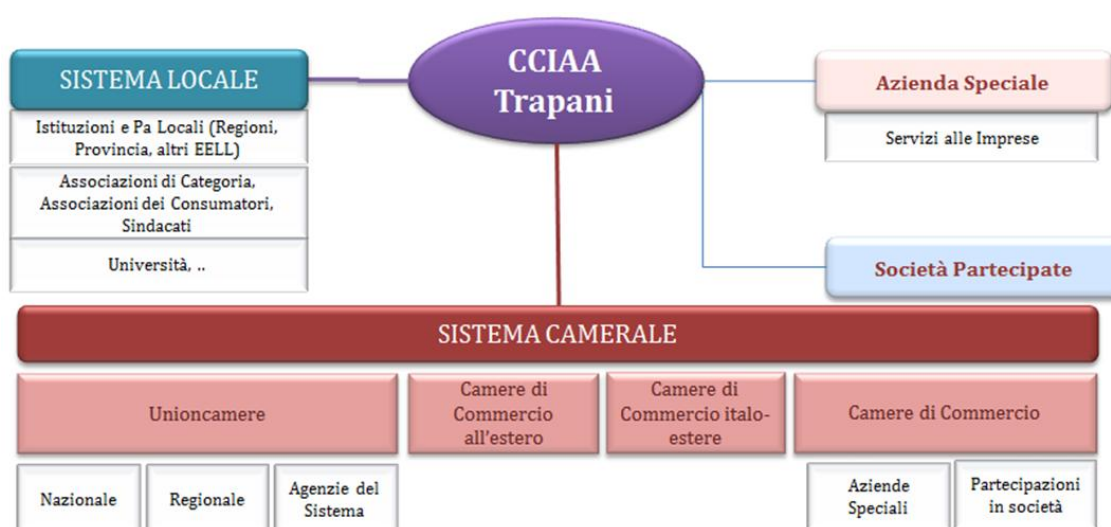 CCIAA
Trapani
SISTEMA LOCALE
Istituzioni e Pa Locali (Regioni,
Provincia, altri EELL)
Associazioni di Categoria,
Associazioni dei Consumatori,
Sindacati
Università, ..
Azienda Speciale
Servizi alle Imprese
Società Partecipate
SISTEMA CAMERALE
Unioncamere
Camere di
Commercio
all'estero
Camere di
Commercio italo-
estere
Camere di Commercio
Nazionale
Regionale
Agenzie del
Sistema
Aziende
Speciali
Partecipazioni
in società